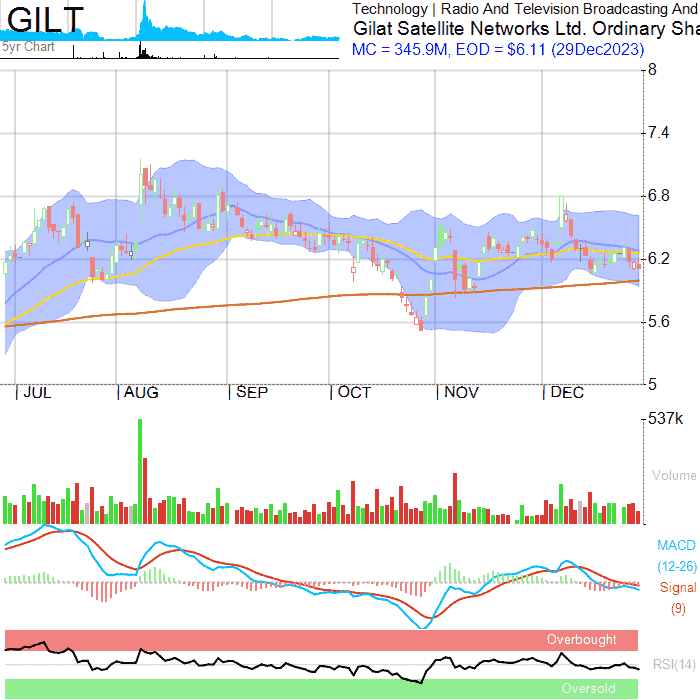 GILT
5yr Chart
Technology | Radio And Television Broadcasting And
Gilat Satellite Networks Ltd. Ordinary Sha
MC = 345.9M, EOD = $6.11 (29Dec2023)
8
7.4
6.8
6.2
5.6
5
JUL AUG SEP OCT NOV DEC
537k
Volume
MACD
(12-26)
Signal
(9)
Overbought
RSI(14)
Oversold